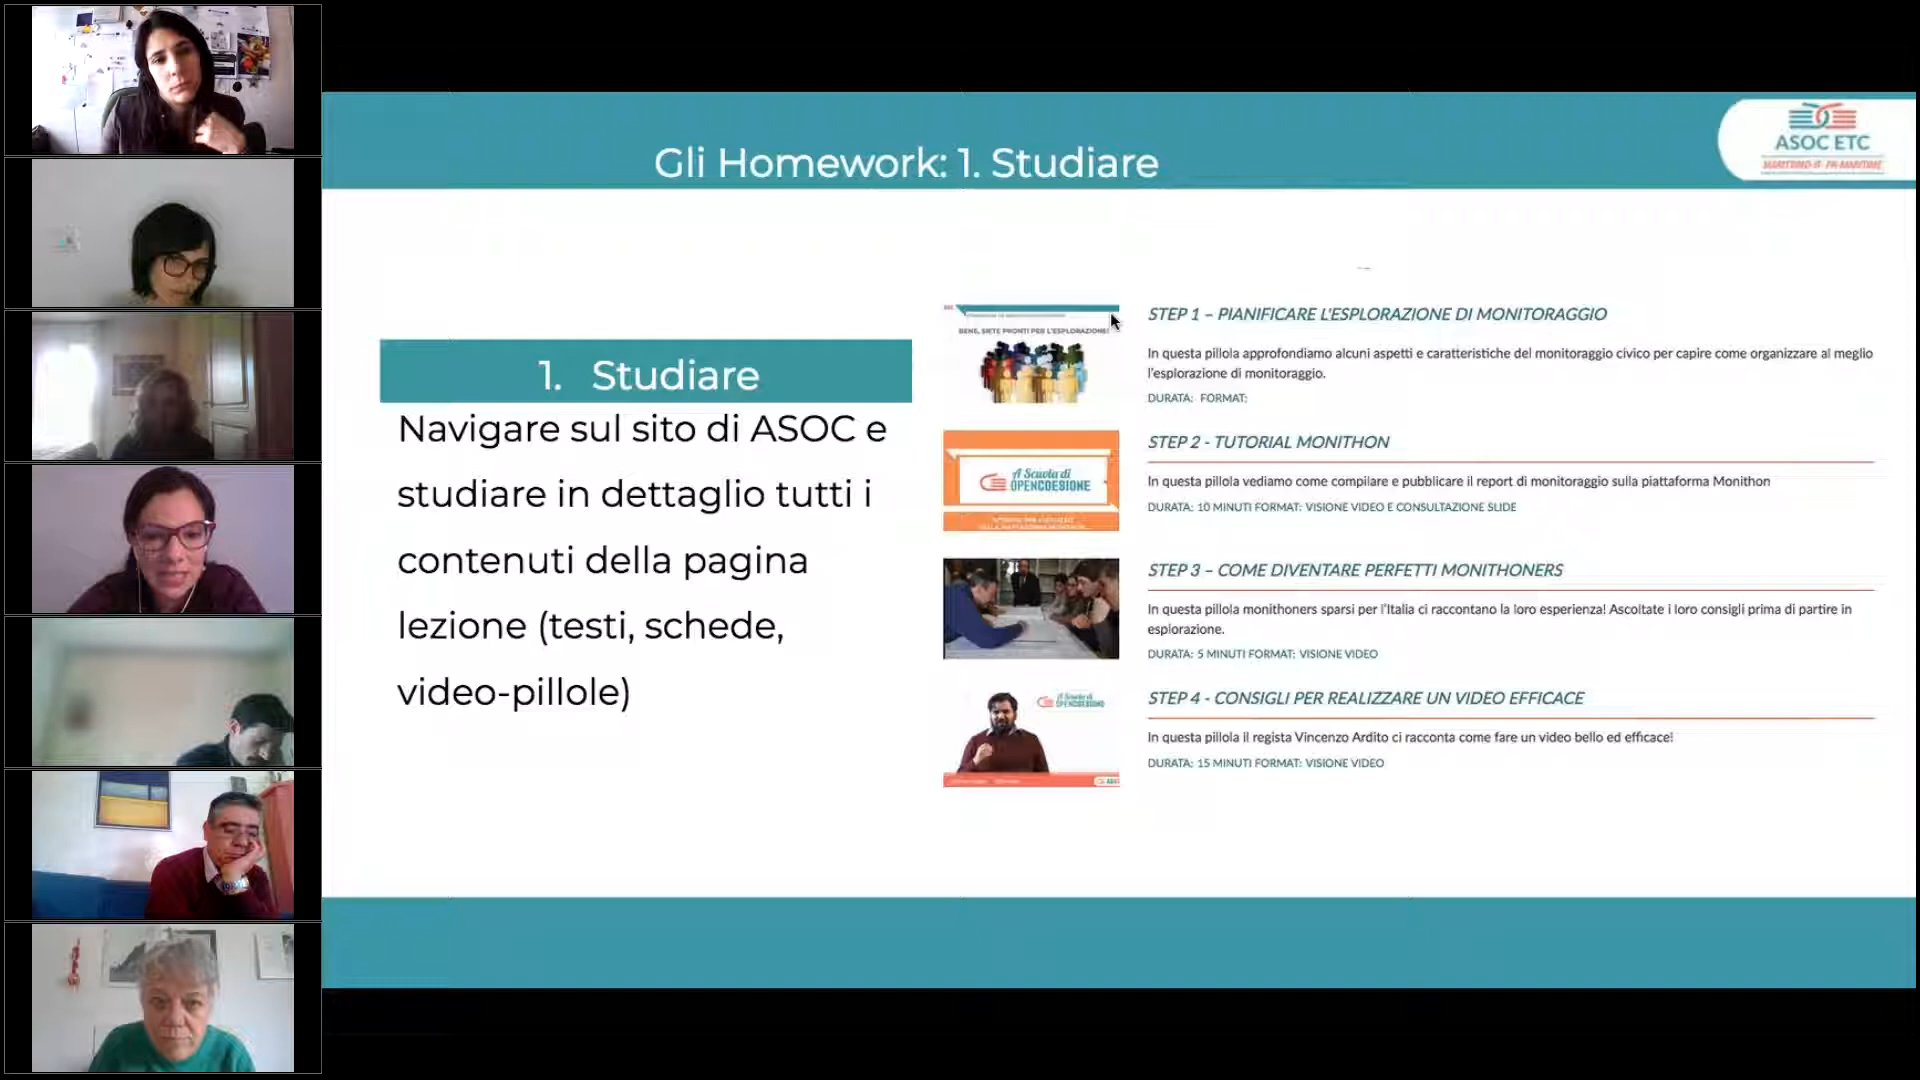 Gli Homework: 1. Studiare
ASOC ETC
1. Studiare
Navigare sul sito di ASOC e
studiare in dettaglio tutti i
contenuti della pagina
lezione (testi, schede,
video-pillole)
BENE, SIETE PRONTI PER L'ESPLORAZIONE!
STEP 1 – PIANIFICARE L'ESPLORAZIONE DI MONITORAGGIO
In questa pillola approfondiamo alcuni aspetti e caratteristiche del monitoraggio civico per capire come organizzare al meglio
l'esplorazione di monitoraggio.
DURATA: FORMAT:
A Scuola di
OPENCOESIONE
STEP 2 - TUTORIAL MONITHON
In questa pillola vediamo come compilare e pubblicare il report di monitoraggio sulla piattaforma Monithon
DURATA: 10 MINUTI FORMAT: VISIONE VIDEO E CONSULTAZIONE SLIDE
STEP 3 – COME DIVENTARE PERFETTI MONITHONERS
In questa pillola monithoners sparsi per l'Italia ci raccontano la loro esperienza! Ascoltate i loro consigli prima di partire in
esplorazione.
DURATA: 5 MINUTI FORMAT: VISIONE VIDEO
A Scuola di
OPENCOESIONE
STEP 4 - CONSIGLI PER REALIZZARE UN VIDEO EFFICACE
In questa pillola il regista Vincenzo Ardito ci racconta come fare un video bello ed efficace!
DURATA: 15 MINUTI FORMAT: VISIONE VIDEO